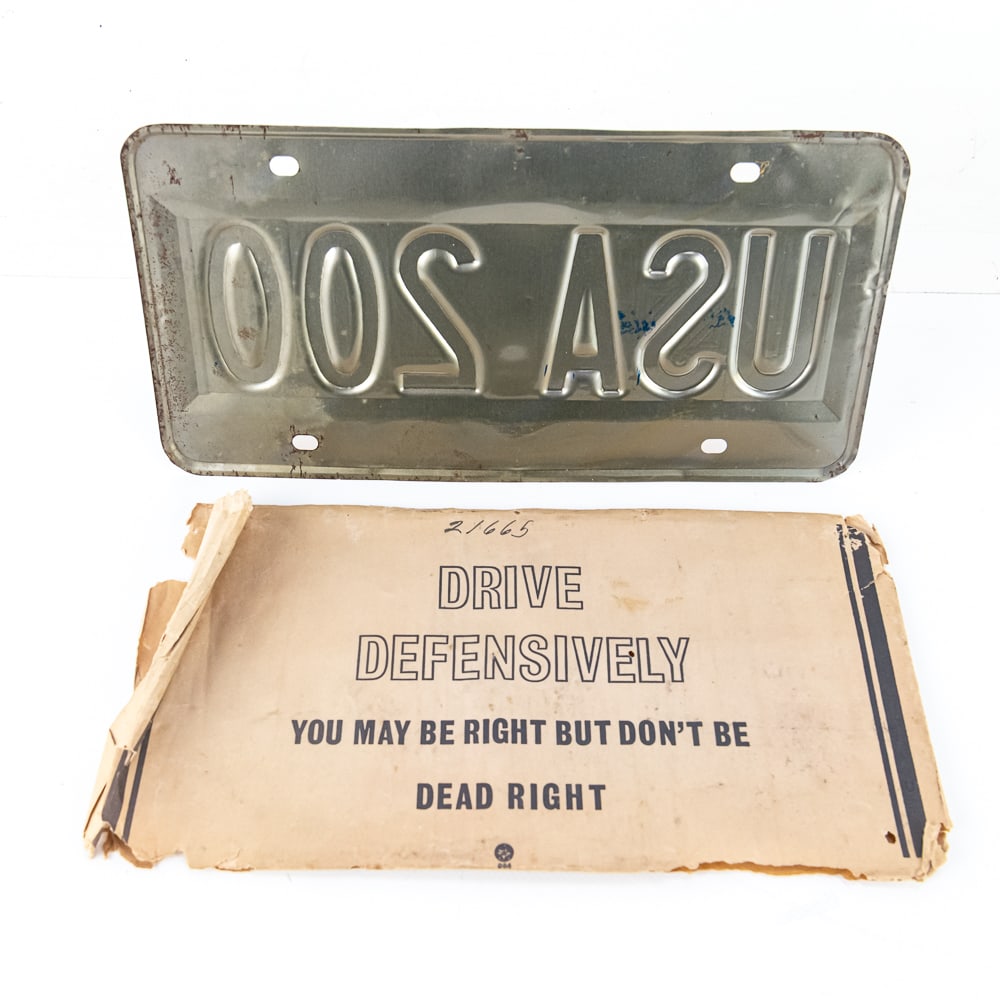 USA 200
21665
DRIVE
DEFENSIVELY
YOU MAY BE RIGHT BUT DON'T BE
DEAD RIGHT